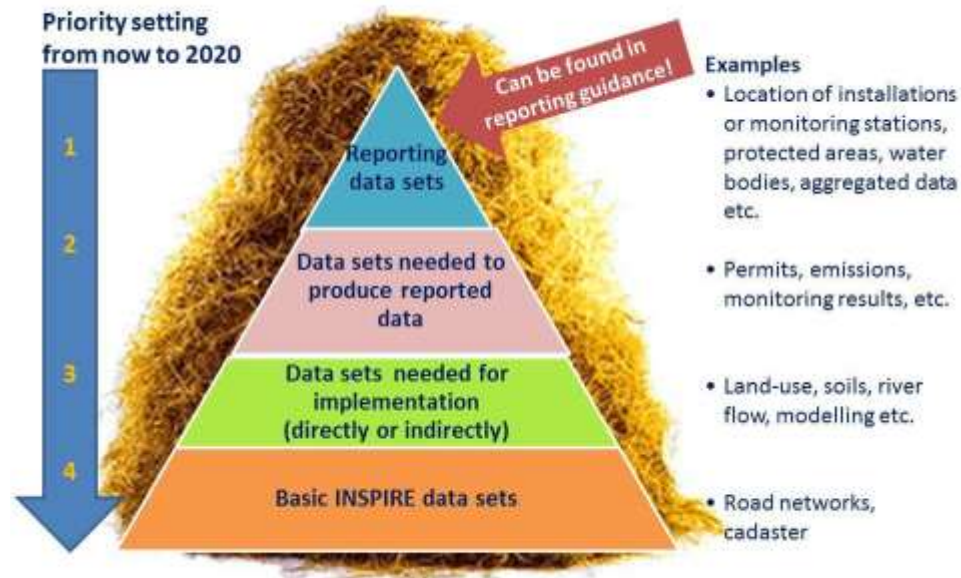 Priority setting
from now to 2020
1
2
3
4
Can be found in
reporting guidance!
Reporting
data sets
Data sets needed to
produce reported
data
Data sets needed for
implementation
(directly or indirectly)
Basic INSPIRE data sets
Examples
• Location of installations
or monitoring stations,
protected areas, water
bodies, aggregated data
etc.
• Permits, emissions,
monitoring results, etc.
• Land-use, soils, river
flow, modelling etc.
• Road networks,
cadaster